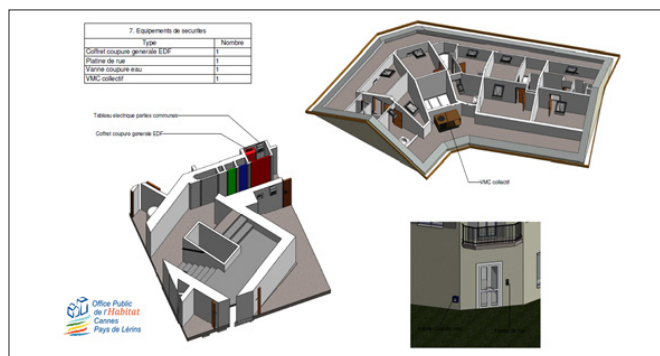 7. Equipements de securites
Type Nombre
Coffret coupure generale EDF 1
Platine de rue 1
Vanne coupure eau 1
VMC collectif 1
Tableau electrique parties communes
Coffret coupure generale EDF
VMC collectif
Office Public
de l'Habitat
Cannes
Pays de Lérins